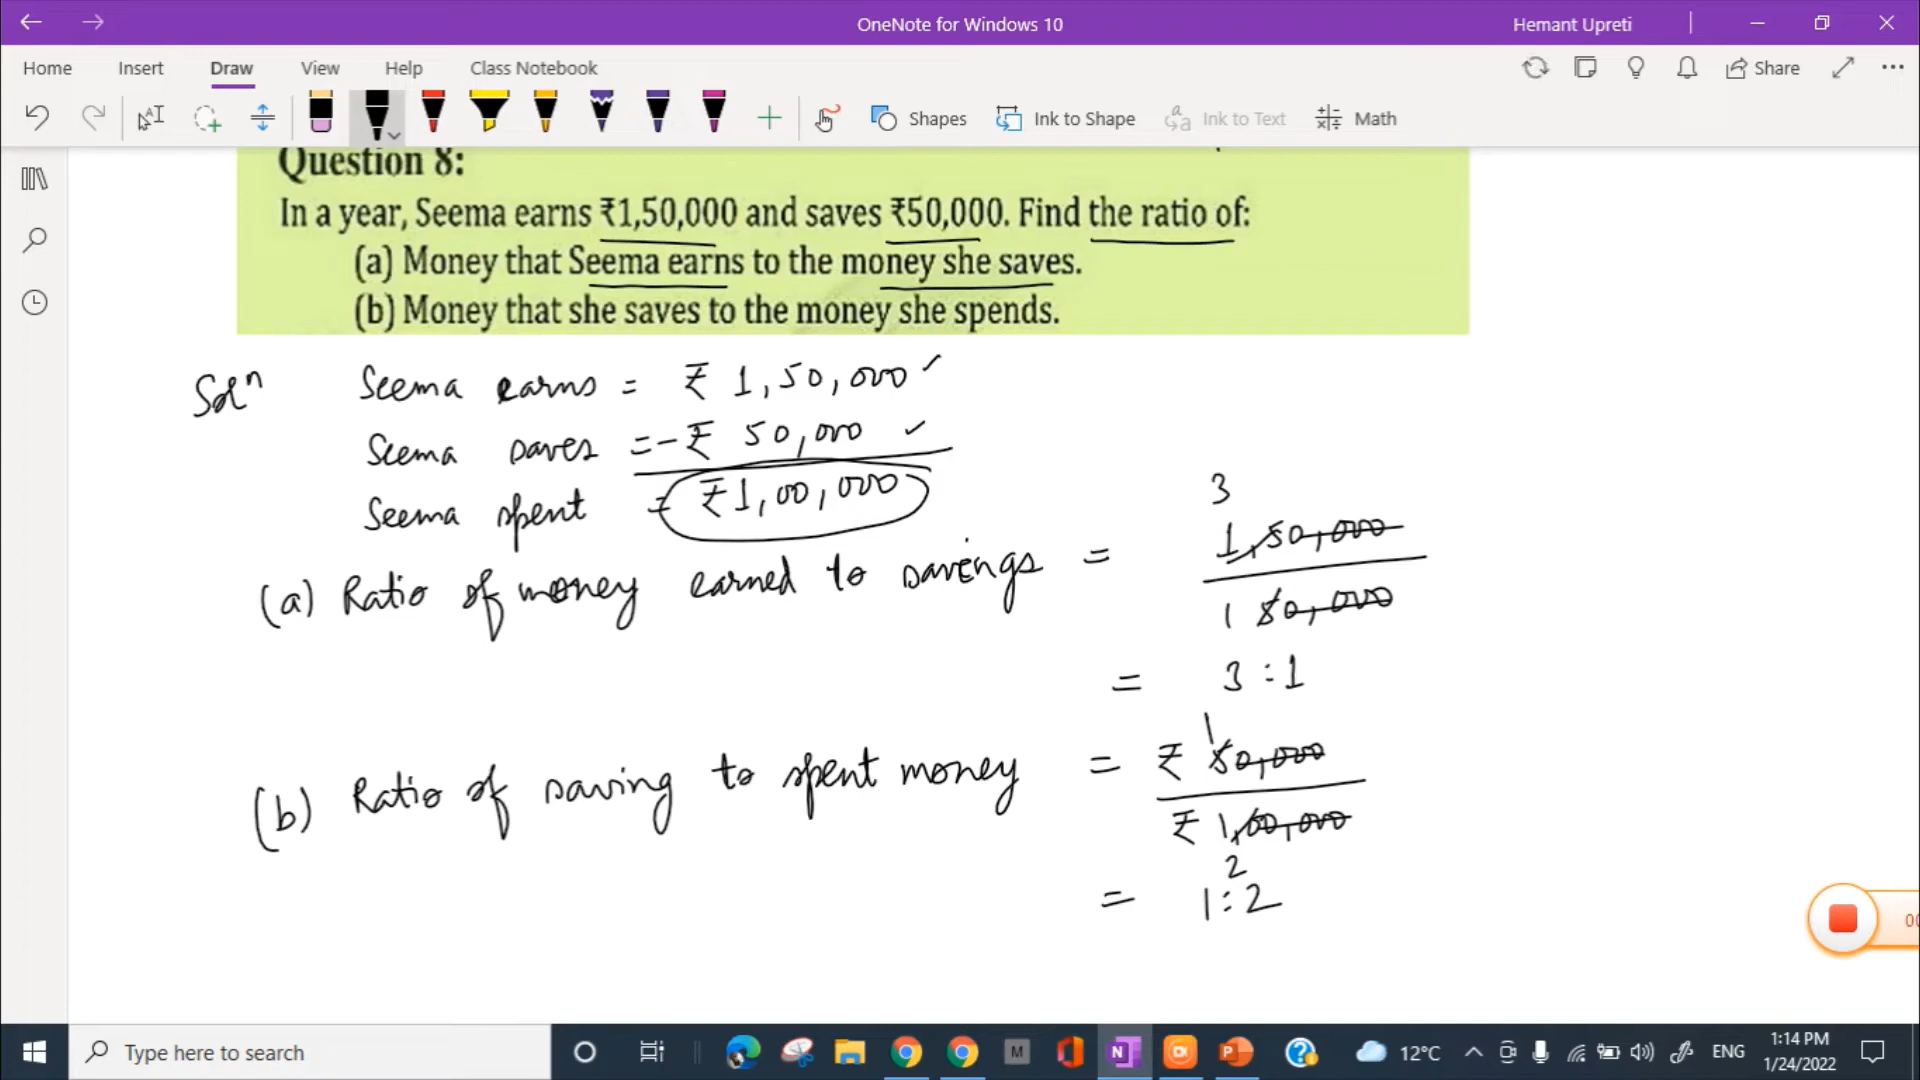 OneNote for Windows 10
Hemant Upreti
Home Insert Draw View Help Class Notebook
Share
Shapes Ink to Shape Ink to Text Math
Question 8:
In a year, Seema earns ₹1,50,000 and saves ₹50,000. Find the ratio of:
(a) Money that Seema earns to the money she saves.
(b) Money that she saves to the money she spends.
Solⁿ Seema earns = ₹ 1,50,000 ✓
Seema saves = - ₹ 50,000 ✓
Seema spent = ₹1,00,000
3
(a) Ratio of money earned to savings = 1,50,000
1 50,000
= 3 : 1
1
(b) Ratio of saving to spent money = ₹ 50,000
₹ 1,00,000
2
= 1 : 2
00
Type here to search
M
N
P
12°C
ENG
1:14 PM
1/24/2022